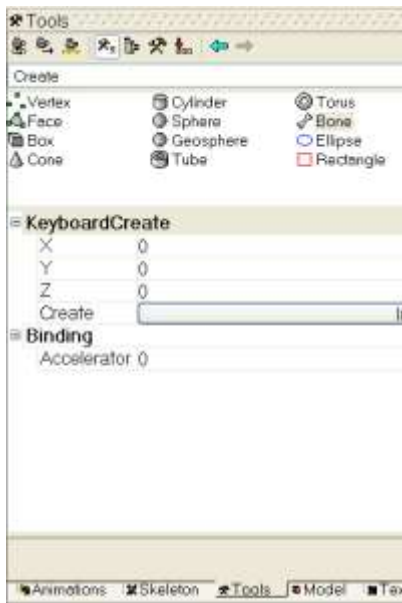 Tools
Create
Vertex Cylinder Torus
Face Sphere Bone
Box Geosphere Ellipse
Cone Tube Rectangle
KeyboardCreate
X 0
Y 0
Z 0
Create
Binding
Accelerator 0
Animations Skeleton Tools Model